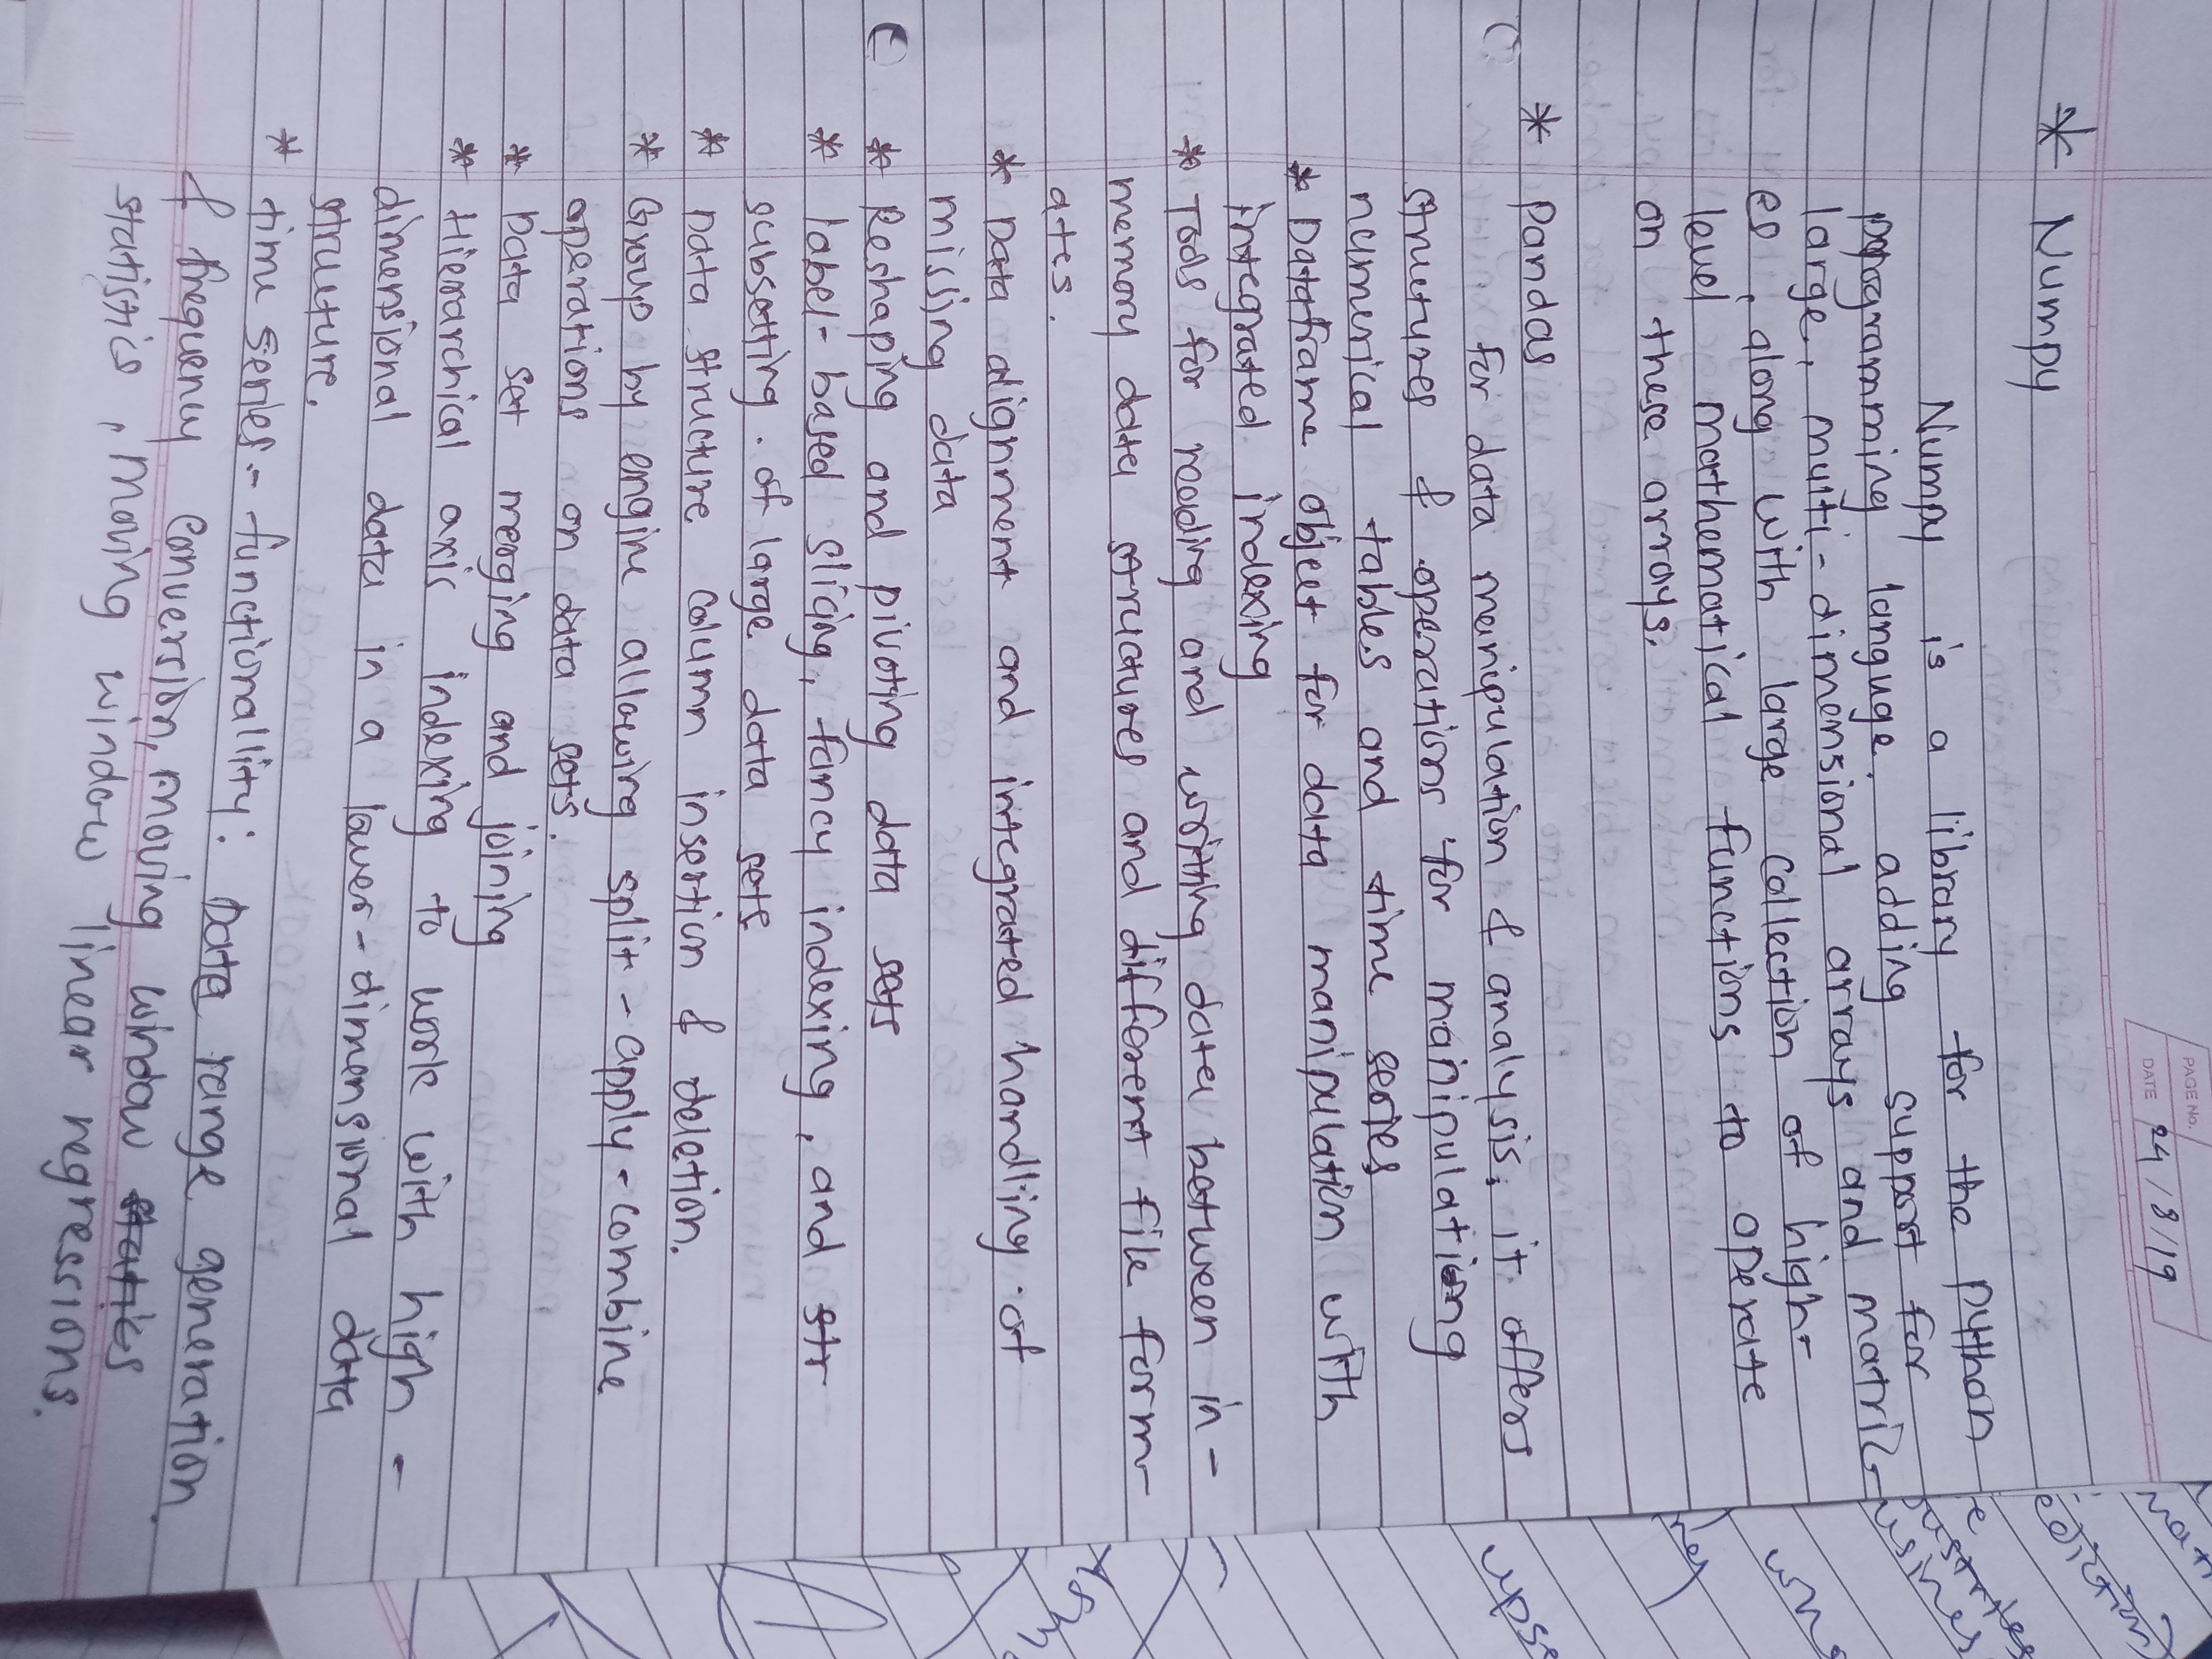 PAGE No.
DATE 24/8/19
* Numpy
Numpy is a library for the python
programming languge, adding support for
large, multi-dimensional arrays and matric-
es, along with large collection of high-
level mathematical functions to operate
on these arrays.
* Pandas
for data manipulation & analysis, it offers
structures & operations for manipulating
numerical tables and time series
* Dataframe object for data manipulation with
integrated indexing
* Tools for reading and writing data between in-
memory data structures and different file form-
ates.
* Data alignment and integrated handling of
missing data
* Reshaping and pivoting data sets
* label-based slicing, fancy indexing, and str
subsetting of large data sets
* Data structure column insertion & deletion.
* Group by engine allowing split-apply-combine
operations on data sets.
* Data set merging and joining
* Hierarchical axis indexing to work with high-
dimensional data in a lower-dimensional data
structure.
* time series-functionallity: Data range generation
& frequency conversion, moving window statics
statistics, moving window linear regressions.